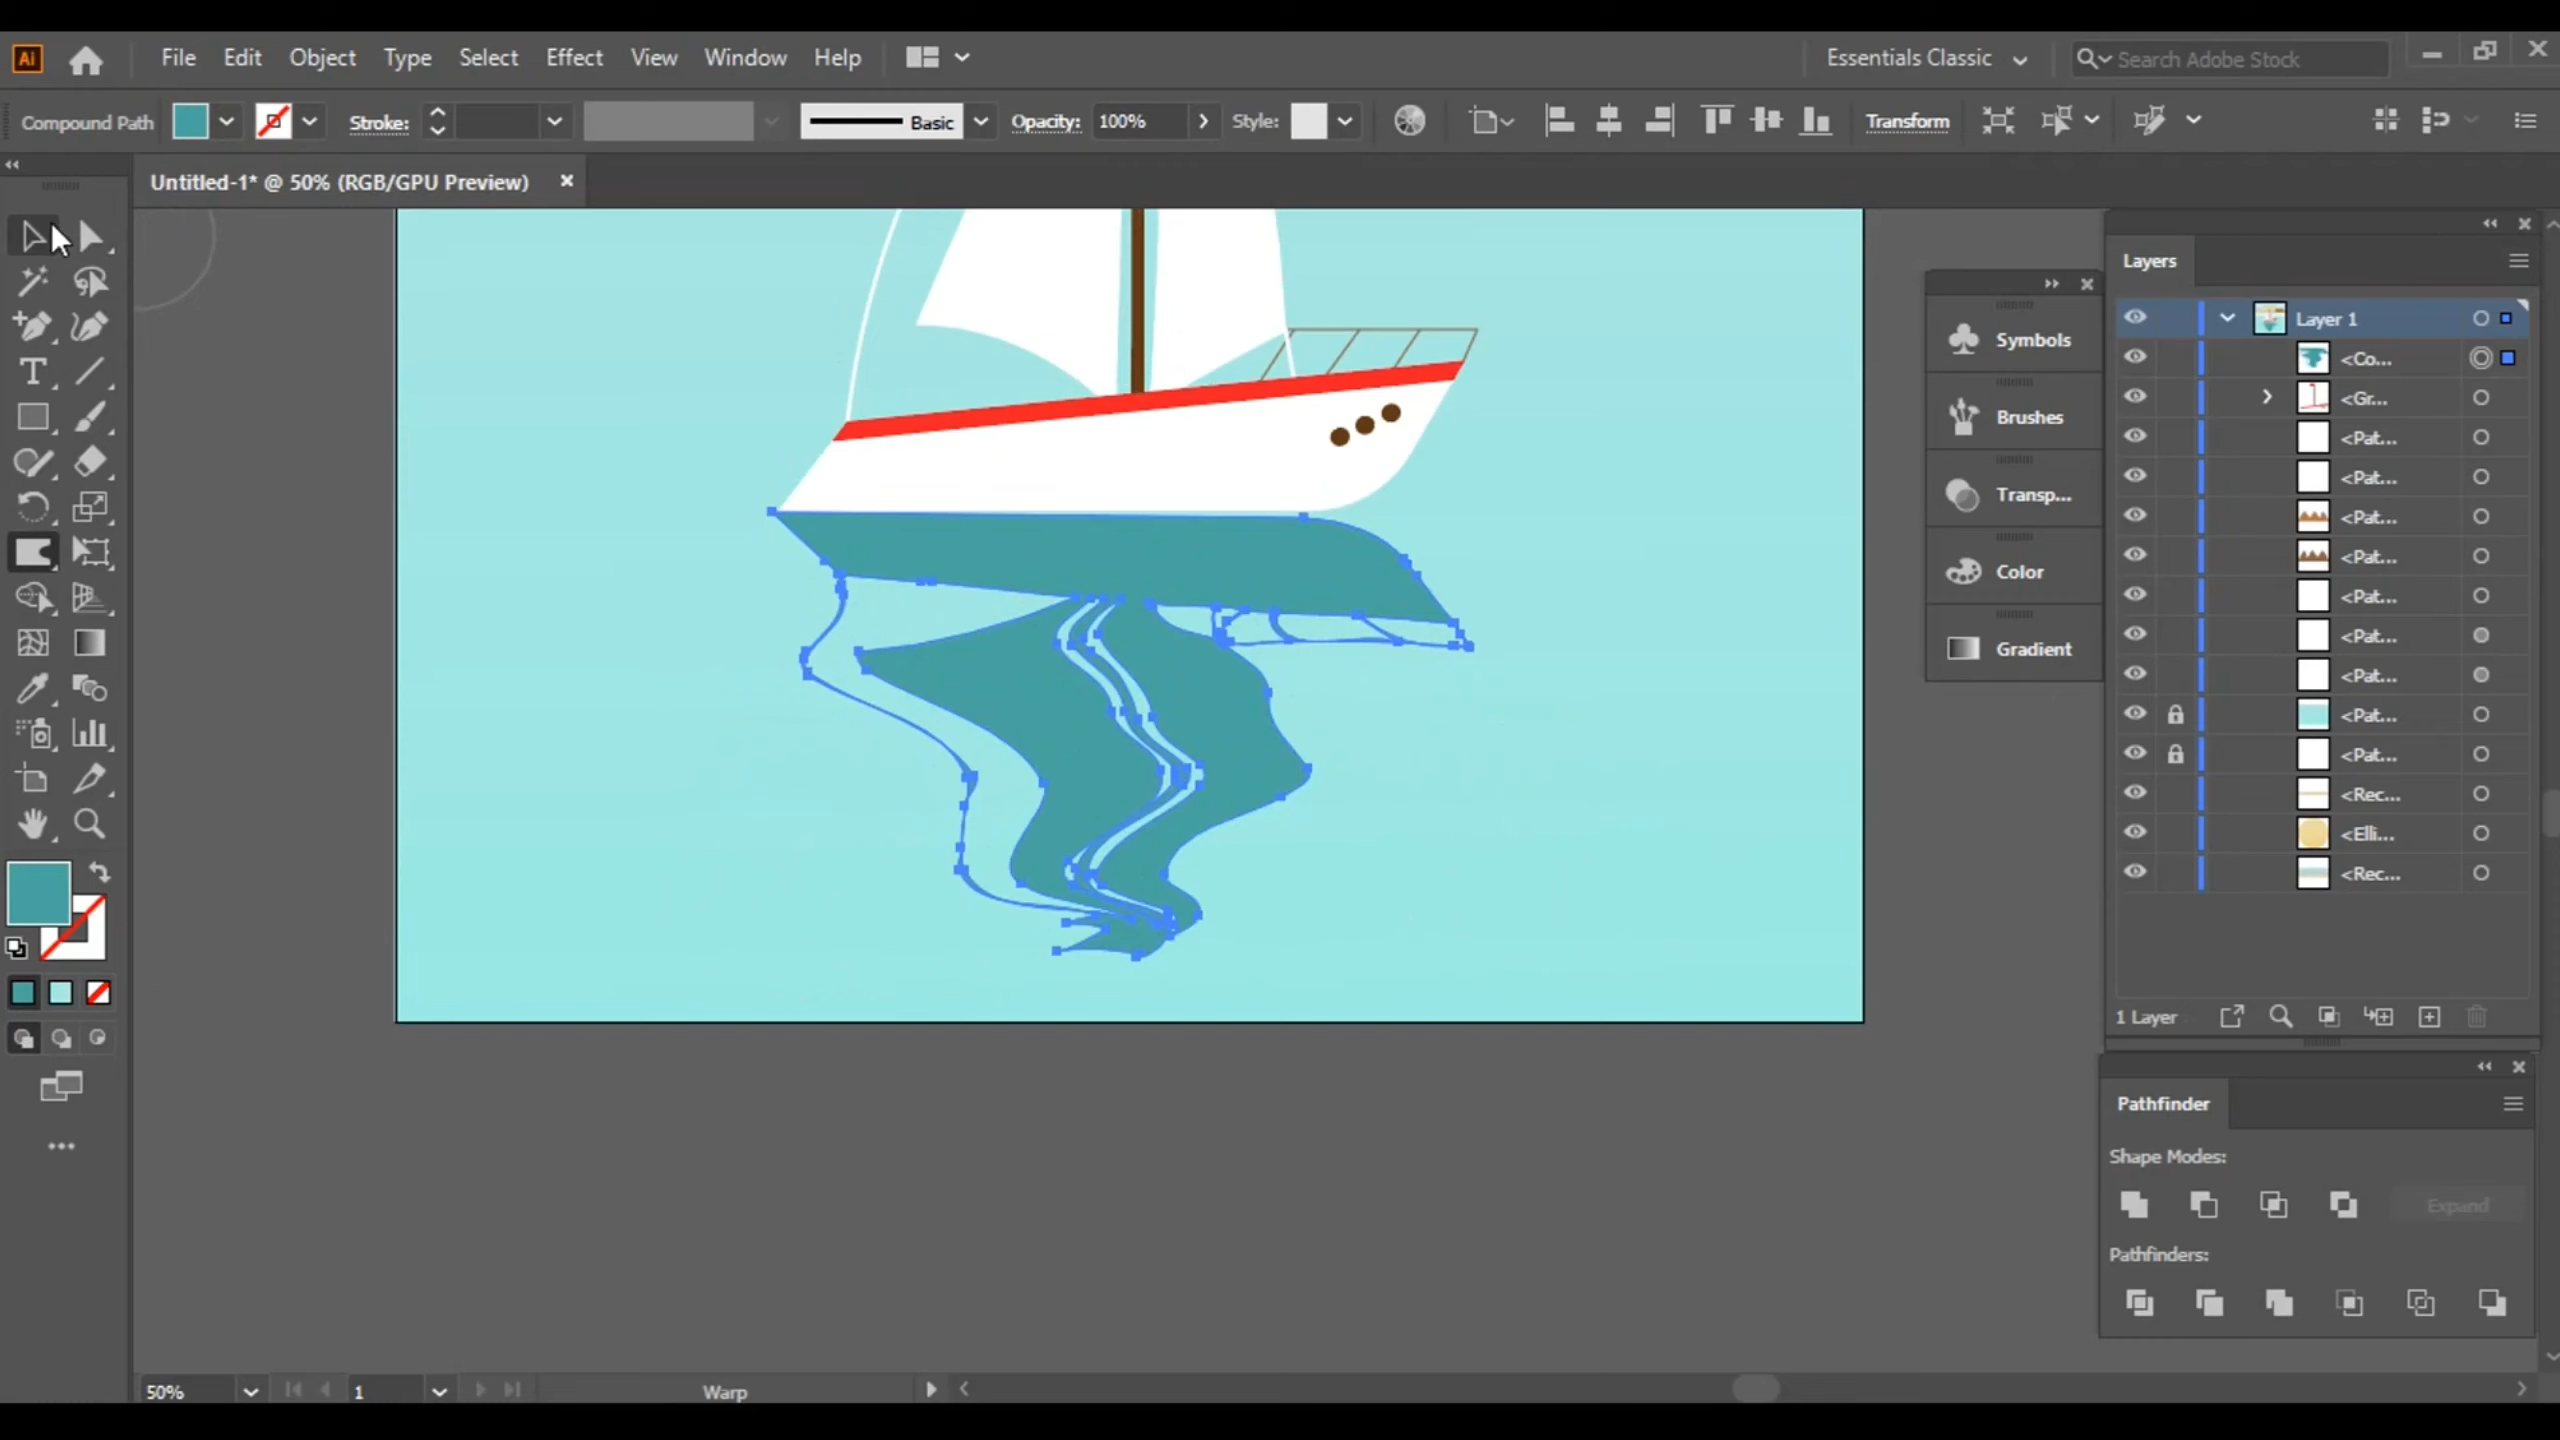 Ai File Edit Object Type Select Effect View Window Help Essentials Classic Search Adobe Stock
Compound Path Stroke: Basic Opacity: 100% Style: Transform
Untitled-1* @ 50% (RGB/GPU Preview)
Layers
Layer 1
<Co...
<Gr...
<Pat...
<Pat...
<Pat...
<Pat...
<Pat...
<Pat...
<Pat...
<Pat...
<Pat...
<Rec...
<Elli...
<Rec...
1 Layer
Symbols
Brushes
Transp...
Color
Gradient
Pathfinder
Shape Modes:
Expand
Pathfinders:
50% 1 Warp